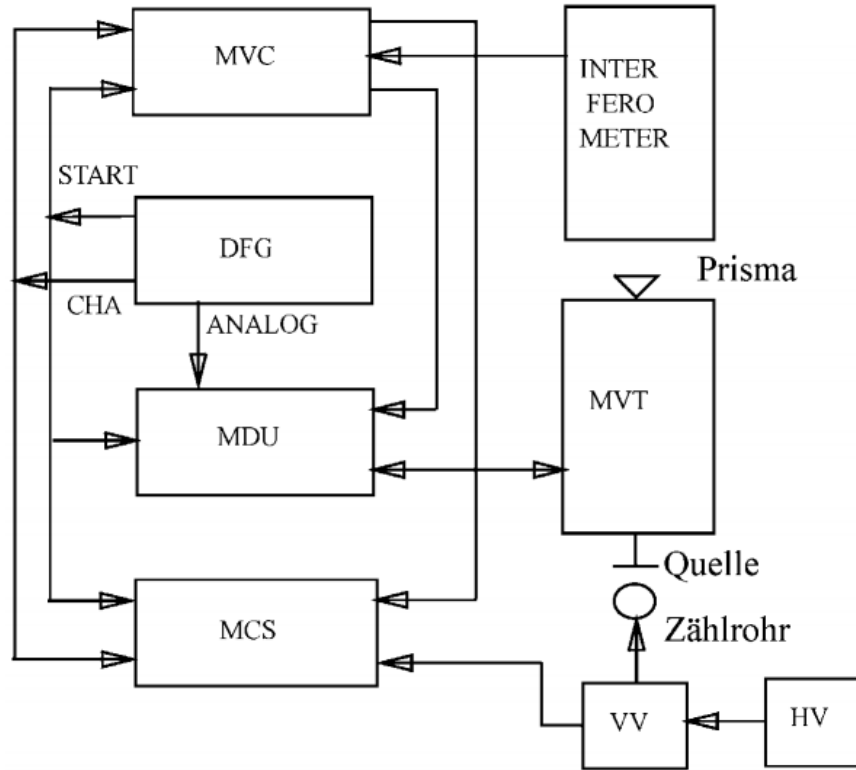 MVC
INTER
FERO
METER
START
DFG
CHA
ANALOG
Prisma
MVT
MDU
Quelle
Zählrohr
MCS
VV
HV